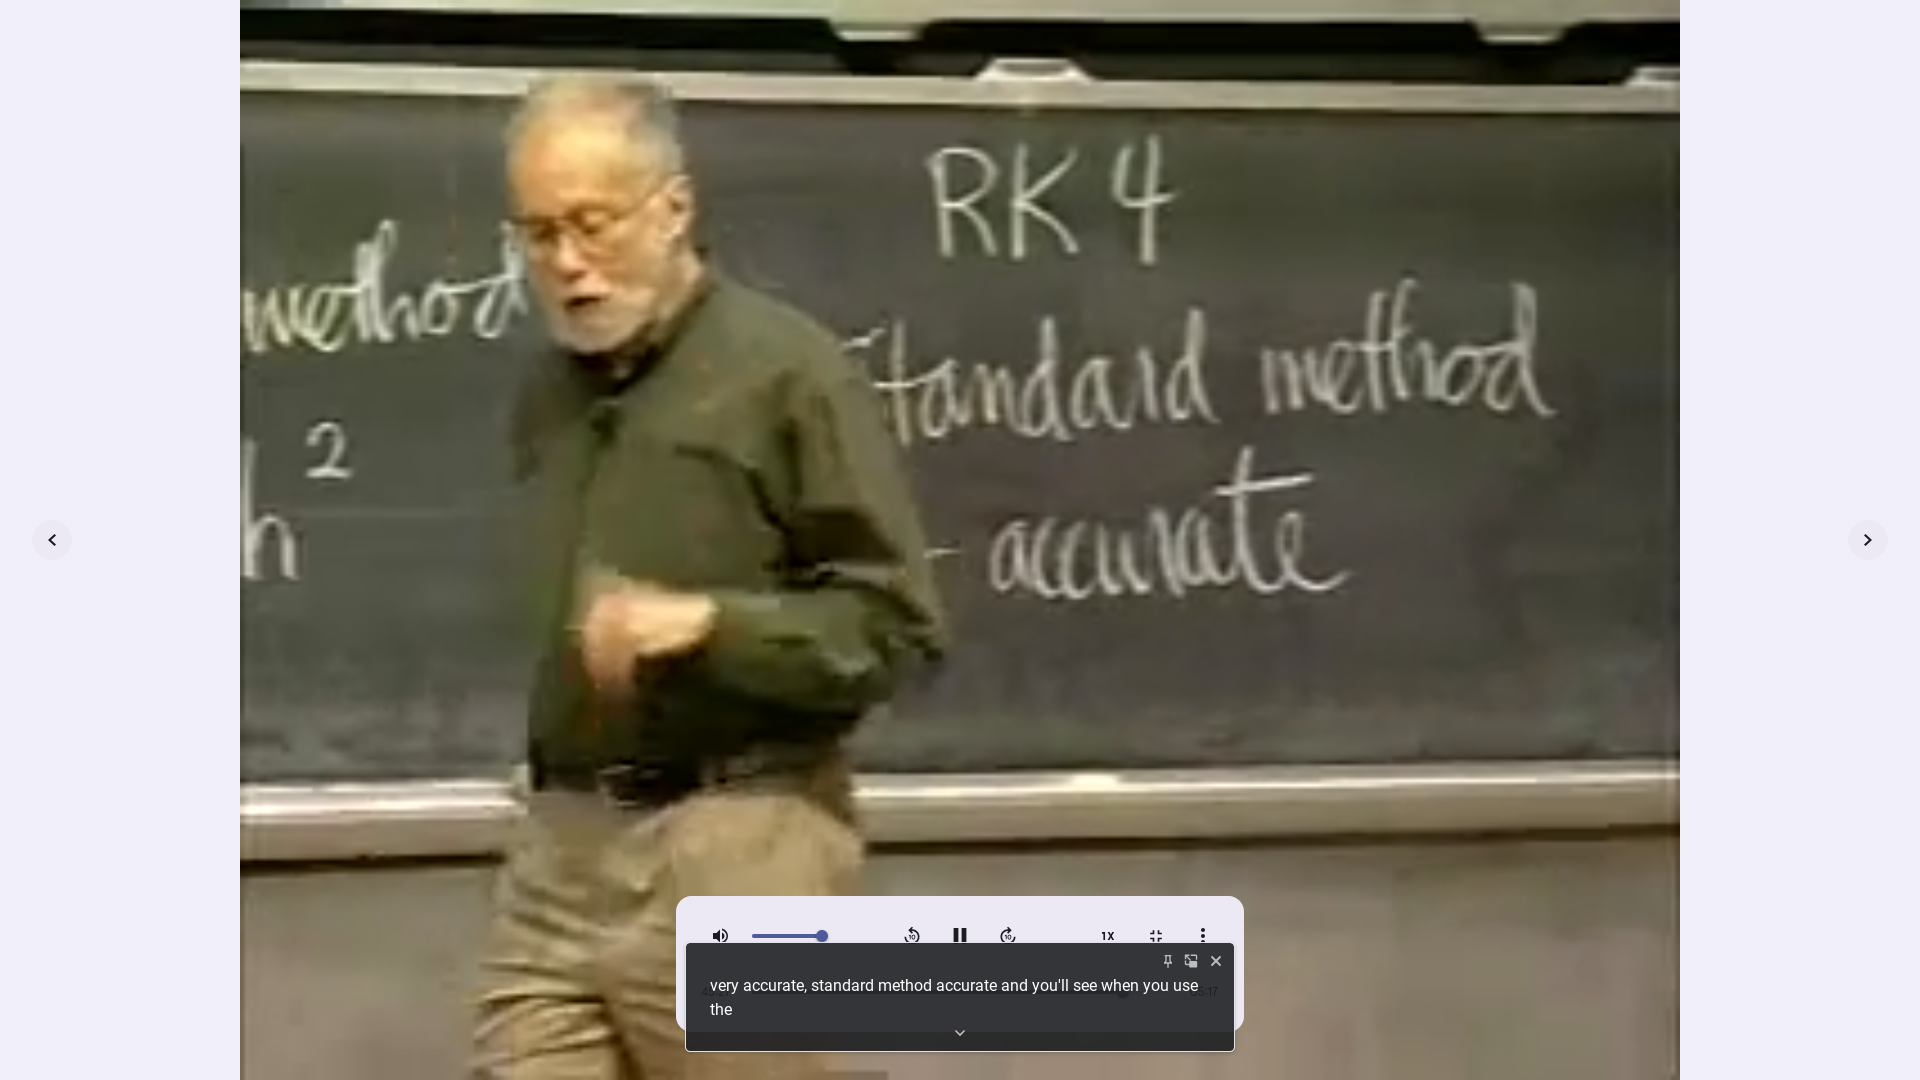 RK 4
method
Standard method
h²
- accurate
1X
very accurate, standard method accurate and you'll see when you use
the